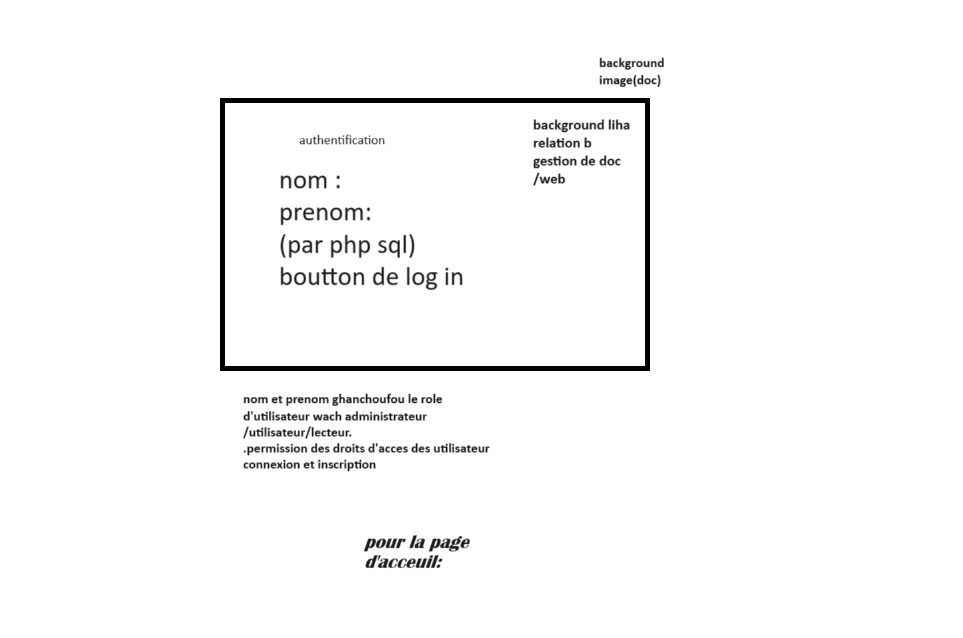 background
image(doc)
authentification
nom :
prenom:
(par php sql)
boutton de log in
background liha
relation b
gestion de doc
/web
nom et prenom ghanchoufou le role
d'utilisateur wach administrateur
/utilisateur/lecteur.
.permission des droits d'acces des utilisateur
connexion et inscription
pour la page
d'acceuil: